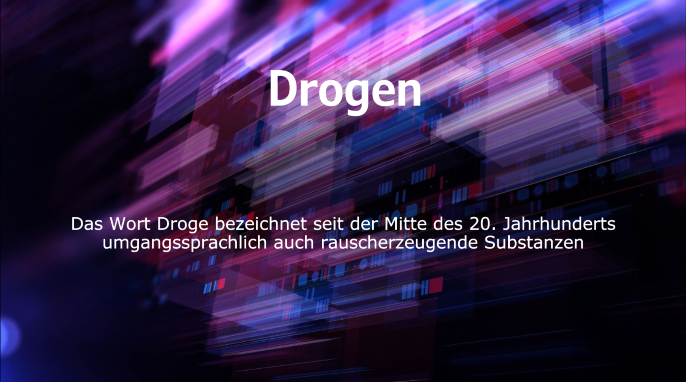 Drogen
Das Wort Droge bezeichnet seit der Mitte des 20. Jahrhunderts
umgangssprachlich auch rauscherzeugende Substanzen